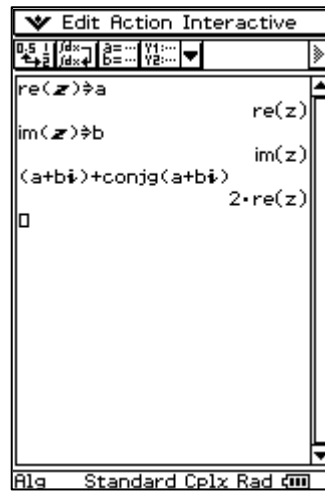 Edit Action Interactive
re(z)⇒a
re(z)
im(z)⇒b
im(z)
(a+bi)+conjg(a+bi)
2·re(z)
Alg Standard Cplx Rad